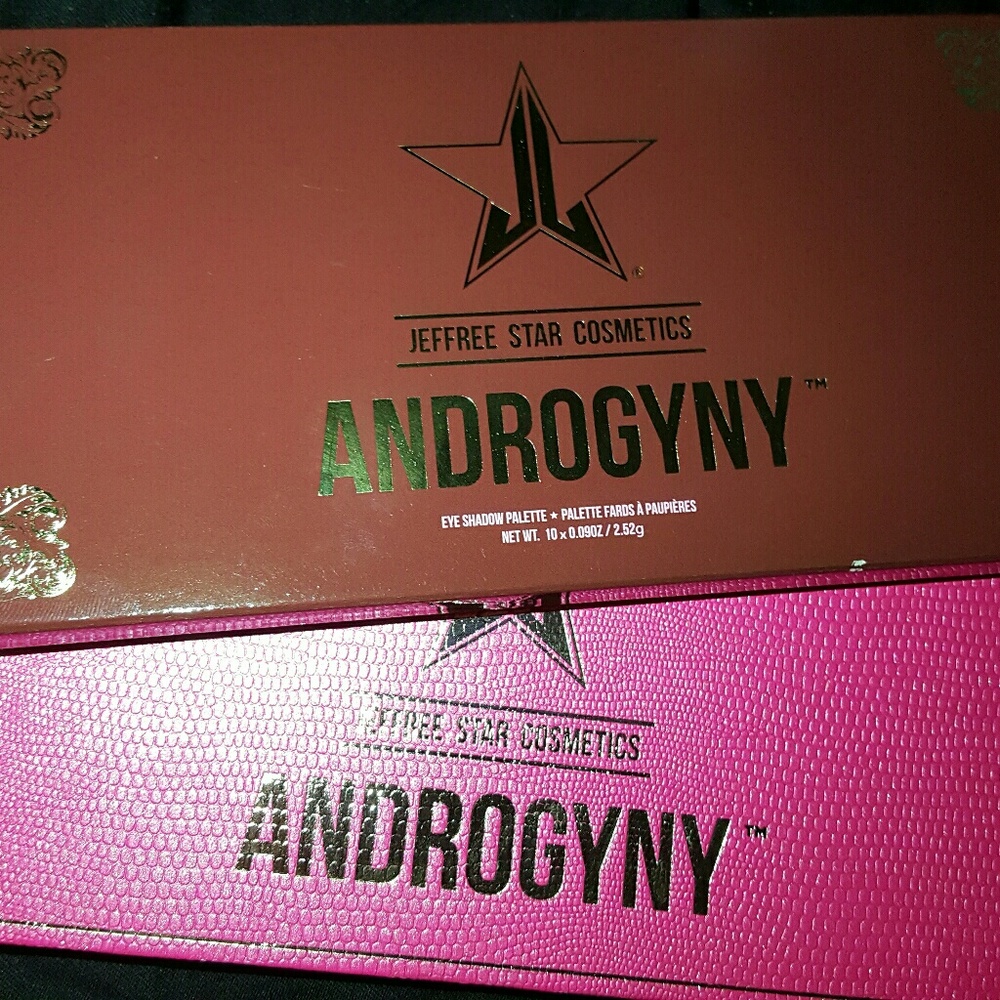 ®
JEFFREE STAR COSMETICS
ANDROGYNY™
EYE SHADOW PALETTE ★ PALETTE FARDS À PAUPIÈRES
NET WT. 10 x 0.09OZ / 2.52g
JEFFREE STAR COSMETICS
ANDROGYNY™